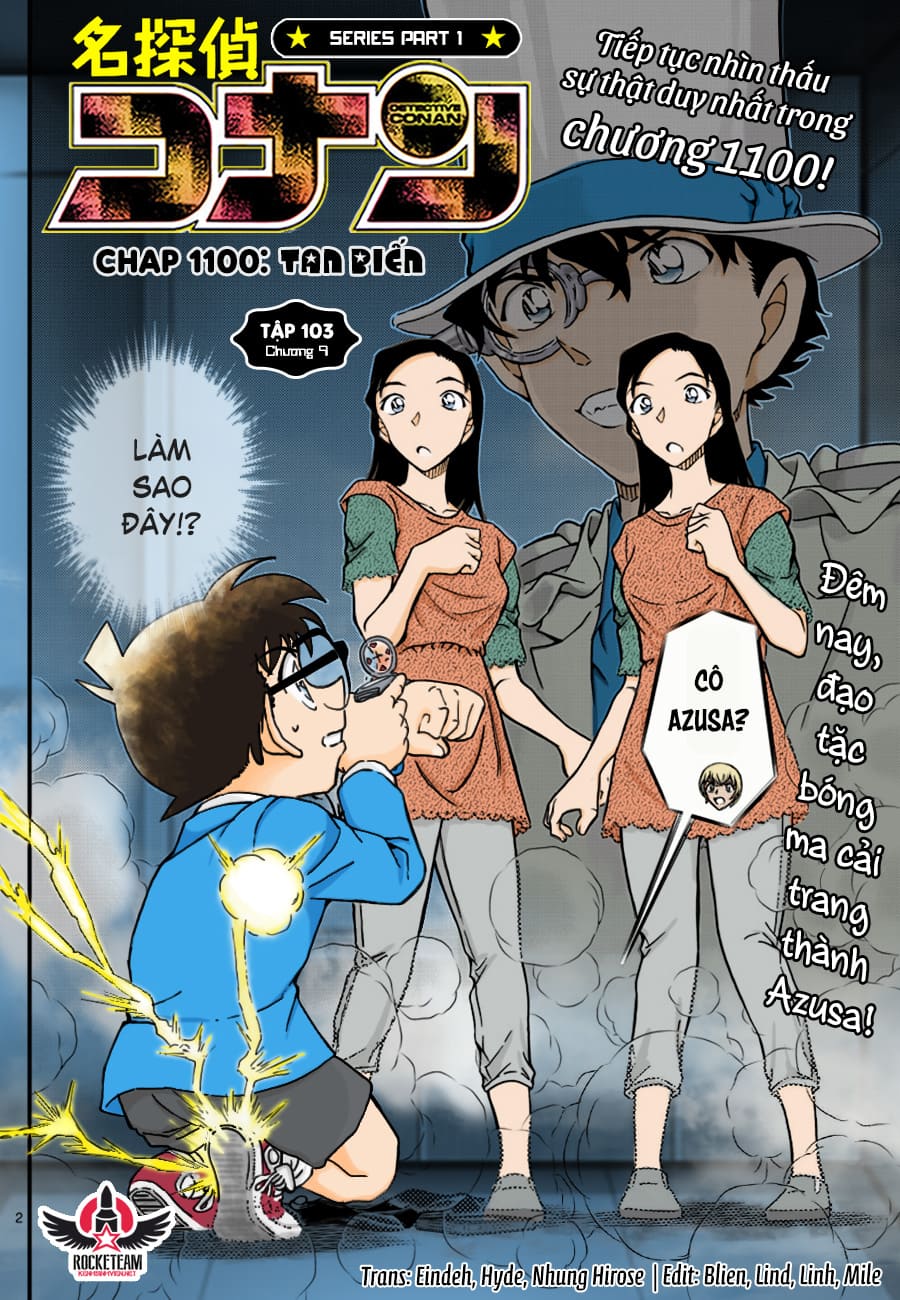 名探偵
SERIES PART 1
コナン
DETECTIVE
CONAN
CHAP 1100: TAN BIẾN
TẬP 103
Chương 9
Tiếp tục nhìn thấu
sự thật duy nhất trong
chương 1100!
LÀM
SAO
ĐÂY!?
CÔ
AZUSA?
Đêm
nay,
đạo
tặc
bóng
ma cải
trang
thành
Azusa!
2
ROCKETEAM
KENHSINHVIEN.NET
Trans: Eindeh, Hyde, Nhung Hirose | Edit: Blien, Lind, Linh, Mile